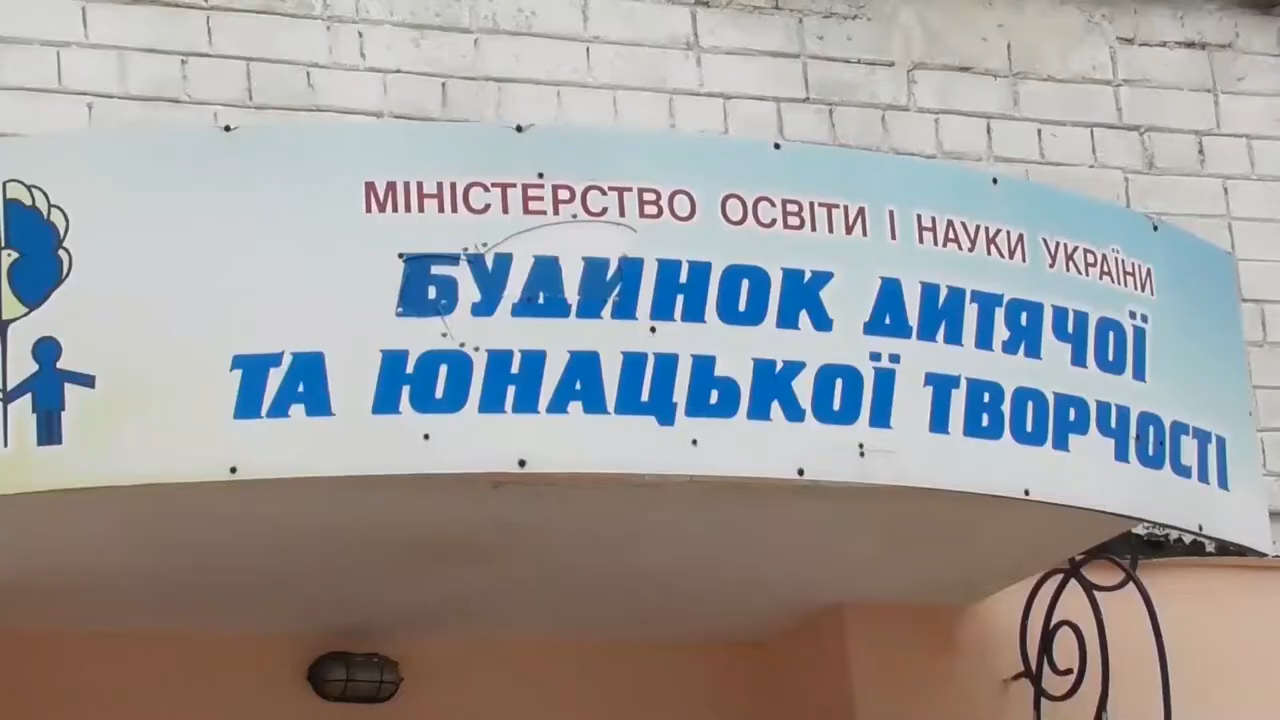 МІНІСТЕРСТВО ОСВІТИ І НАУКИ УКРАЇНИ
БУДИНОК ДИТЯЧОЇ
ТА ЮНАЦЬКОЇ ТВОРЧОСТІ